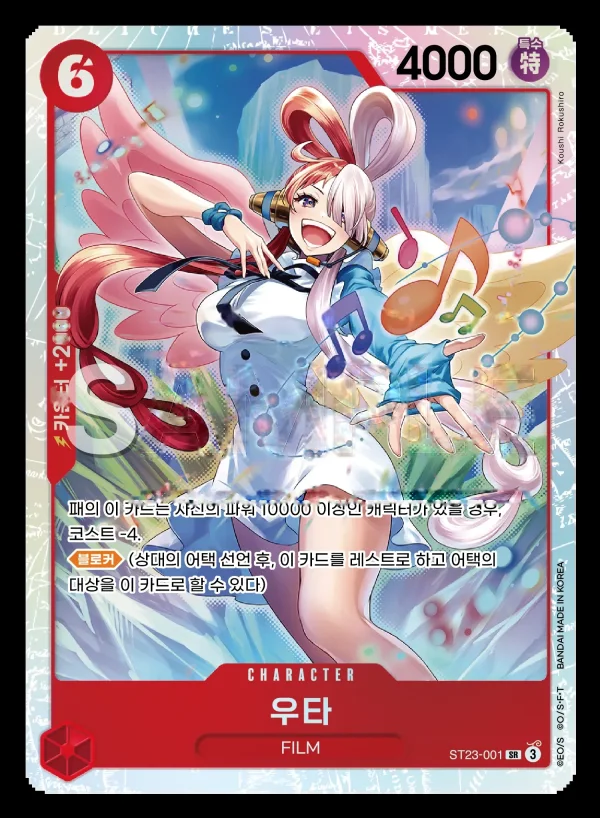 6
4000
특수
特
Koushi Rokushiro
카운터 +2000
SAMPLE
패의 이 카드는 자신의 파워 10000 이상인 캐릭터가 있을 경우,
코스트 -4.
블로커 (상대의 어택 선언 후, 이 카드를 레스트로 하고 어택의
대상을 이 카드로 할 수 있다)
CHARACTER
우타
FILM
ST23-001 SR 3
©EO/S ©O/S·F·T BANDAI MADE IN KOREA